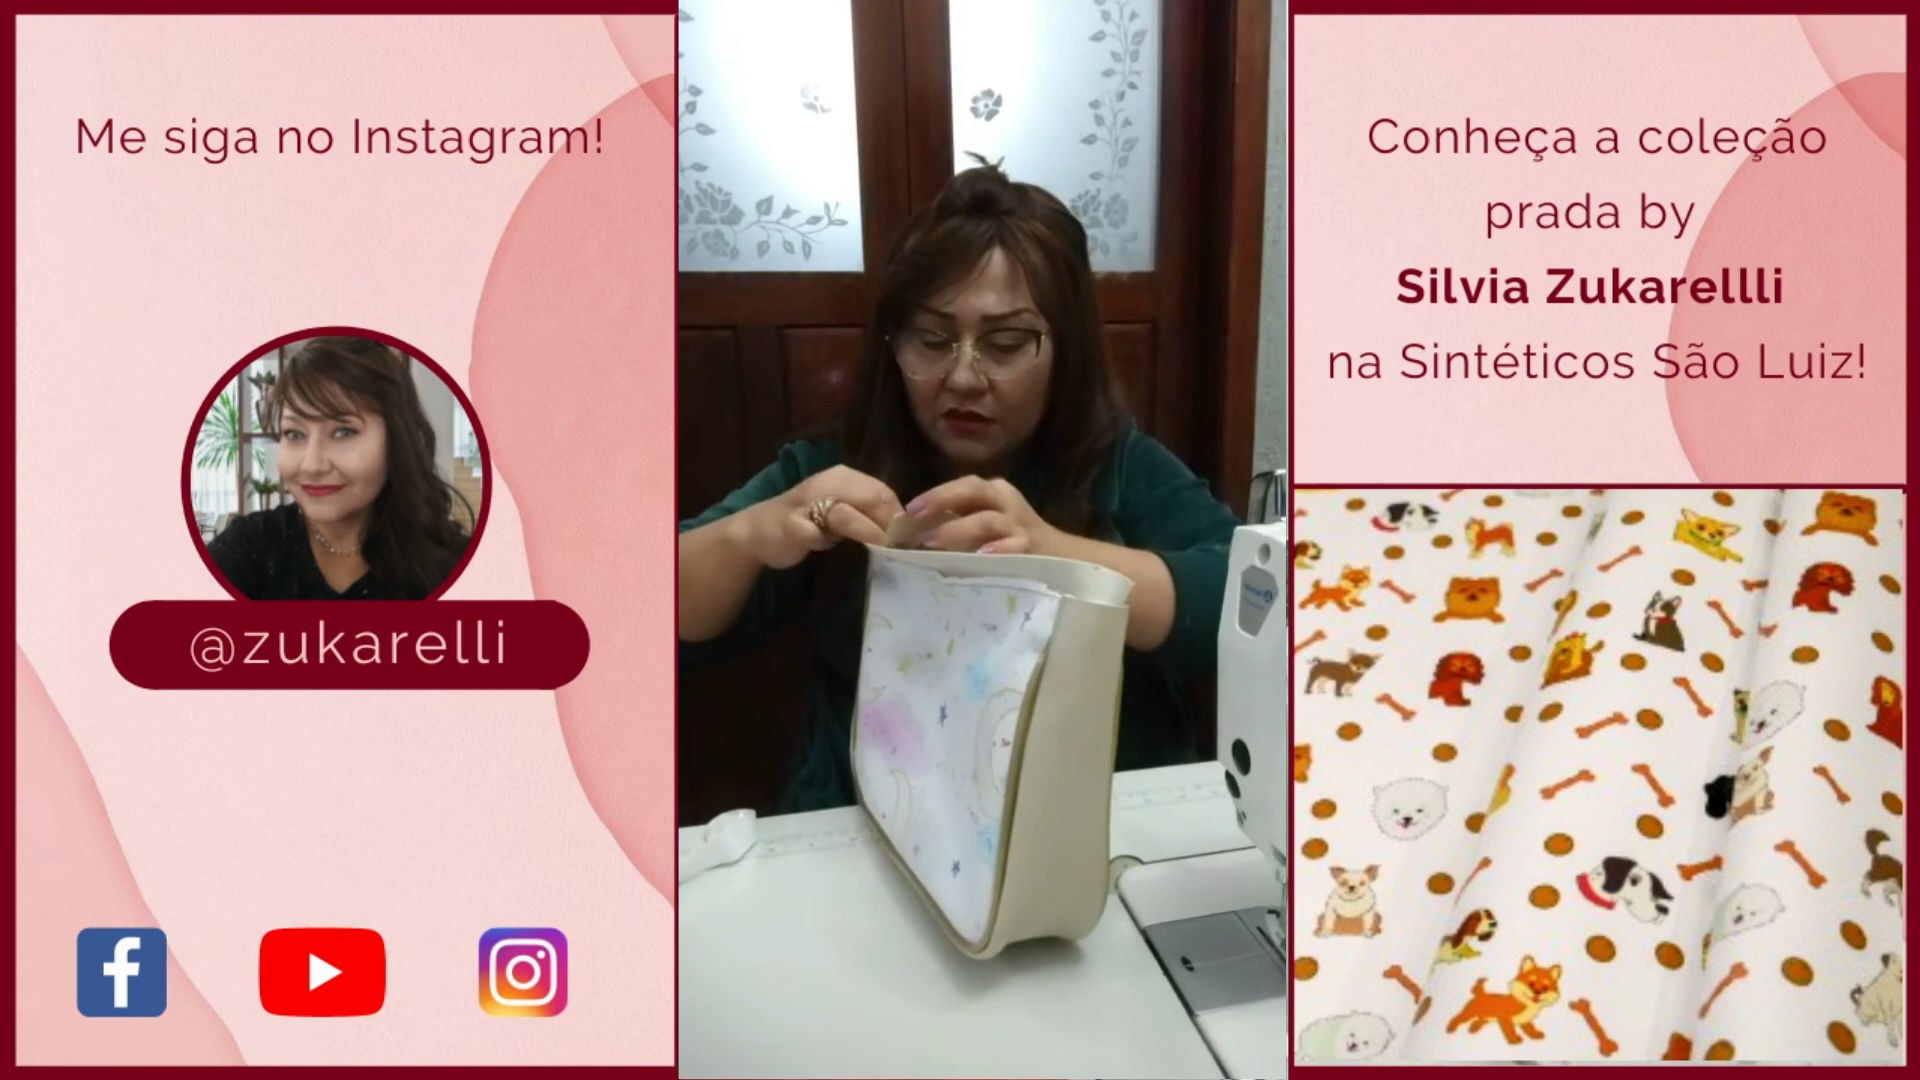 Me siga no Instagram!
@zukarelli
Conheça a coleção
prada by
Silvia Zukarellli
na Sintéticos São Luiz!